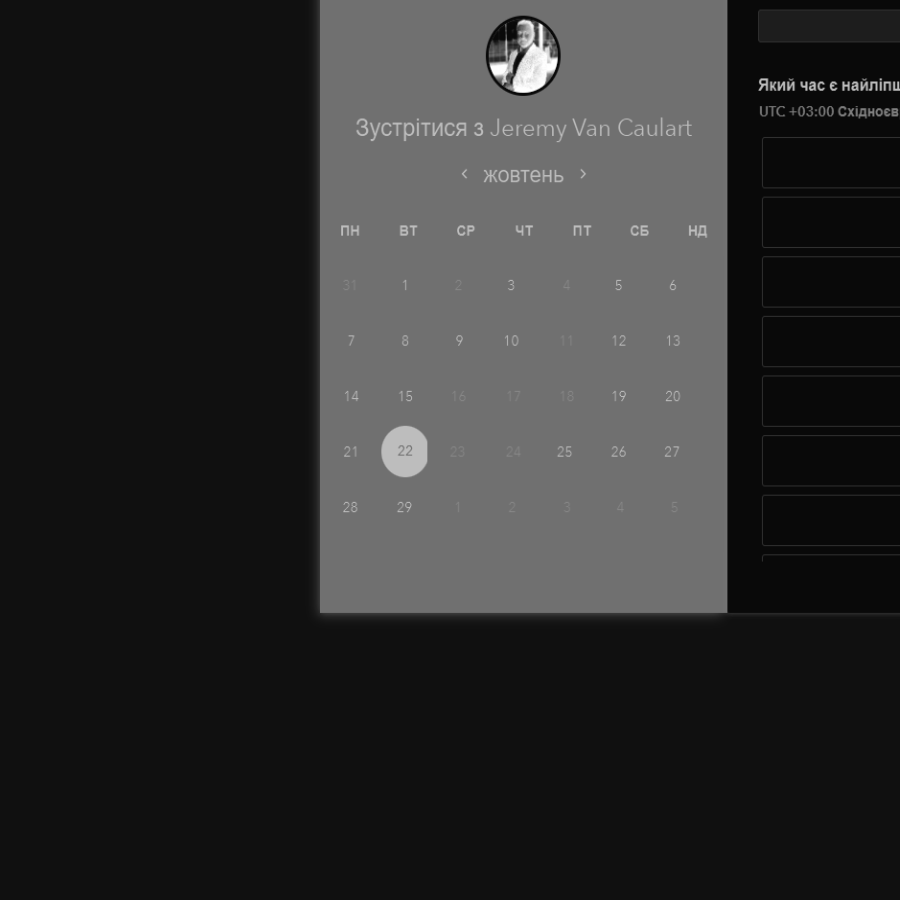 Який час є найліпш
Зустрітися з Jeremy Van Caulart
UTC +03:00 Східноєв
< жовтень >
ПН ВТ СР ЧТ ПТ СБ НД
31 1 2 3 4 5 6
7 8 9 10 11 12 13
14 15 16 17 18 19 20
21 22 23 24 25 26 27
28 29 1 2 3 4 5